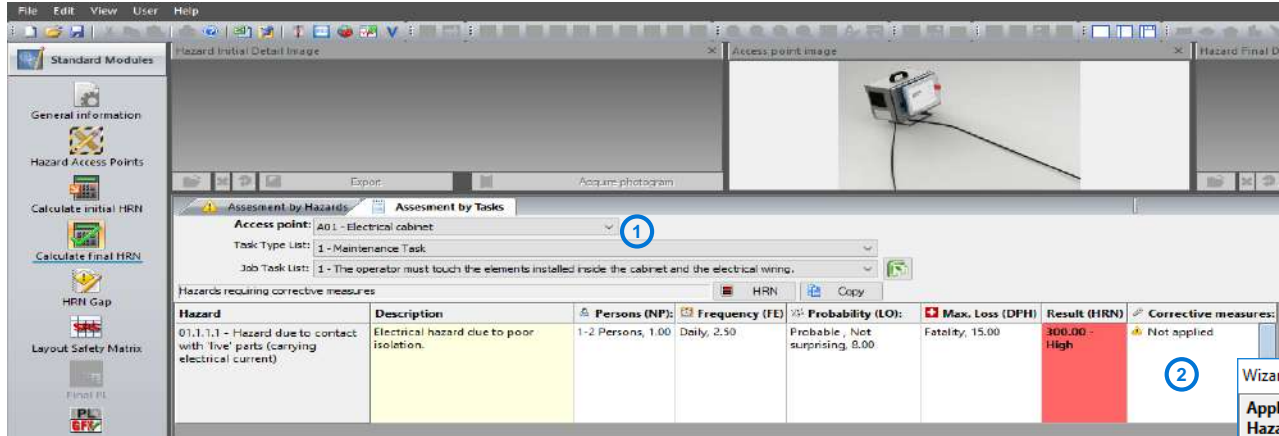 File Edit View User Help
Standard Modules
Hazard Initial Detail Image
Access point image
Hazard Final D
General information
Hazard Access Points
Calculate initial HRN
Calculate final HRN
HRN Gap
Layout Safety Matrix
Final PL
PL
GFX
Export
Acquire photogram
Assesment by Hazards
Assesment by Tasks
Access point: A01 - Electrical cabinet
1
Task Type List: 1 - Maintenance Task
Job Task List: 1 - The operator must touch the elements installed inside the cabinet and the electrical wiring.
Hazards requiring corrective measures
HRN
Copy
Hazard
Description
Persons (NP):
Frequency (FE)
Probability (LO):
Max. Loss (DPH)
Result (HRN)
Corrective measures:
01.1.1.1 - Hazard due to contact
with 'live' parts (carrying
electrical current)
Electrical hazard due to poor
isolation.
1-2 Persons, 1.00
Daily, 2.50
Probable , Not
surprising, 8.00
Fatality, 15.00
300.00 -
High
Not applied
2
Wizar
Appl
Haza